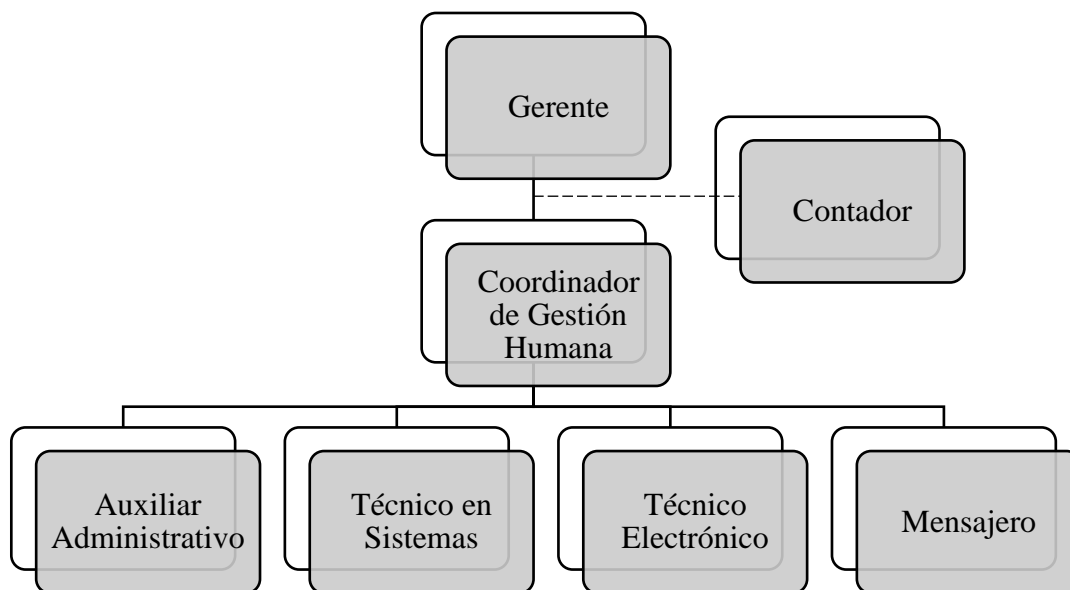 Gerente
Contador
Coordinador
de Gestión
Humana
Auxiliar
Administrativo
Técnico en
Sistemas
Técnico
Electrónico
Mensajero